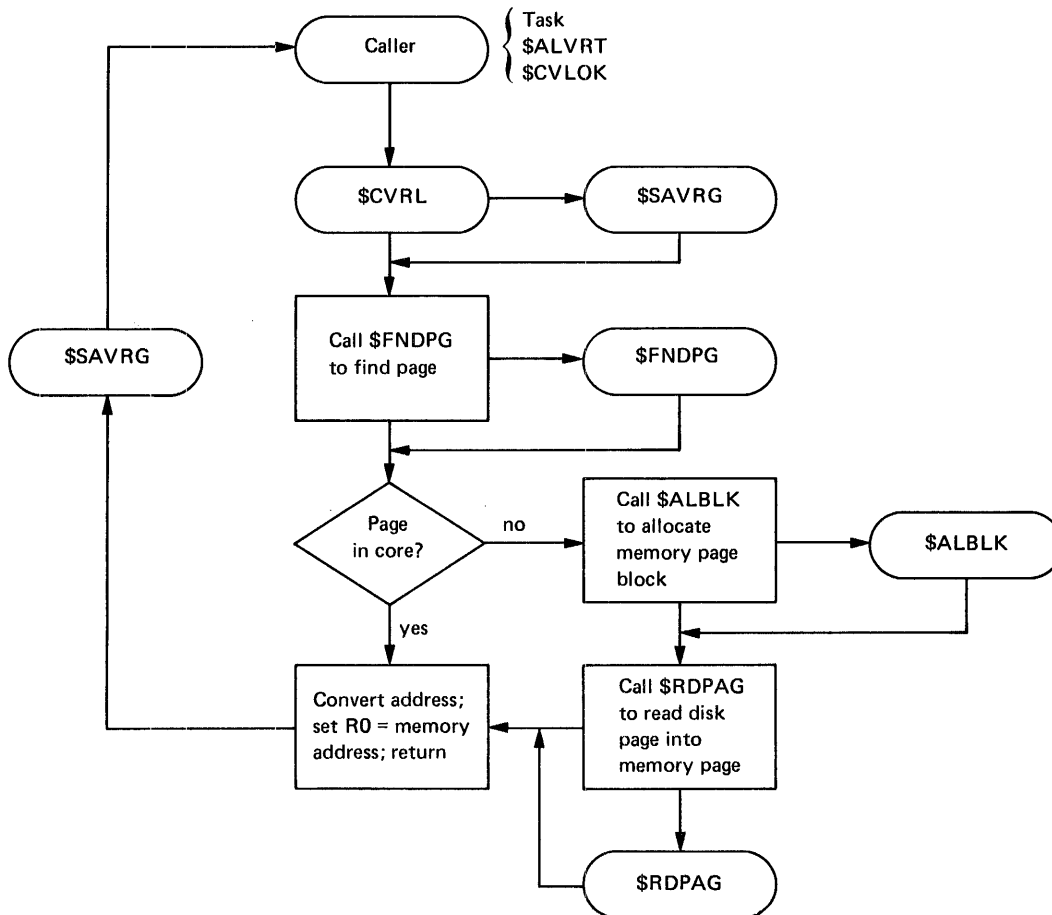 Caller
Task
$ALVRT
$CVLOK
$CVRL
$SAVRG
Call $FNDPG
to find page
$FNDPG
$SAVRG
Page
in core?
no
yes
Call $ALBLK
to allocate
memory page
block
$ALBLK
Convert address;
set R0 = memory
address; return
Call $RDPAG
to read disk
page into
memory page
$RDPAG